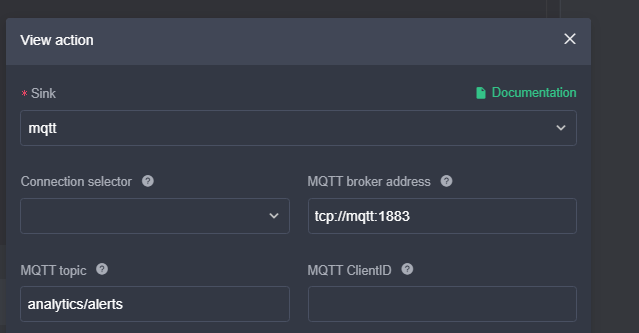 View action
* Sink
Documentation
mqtt
Connection selector
MQTT broker address
tcp://mqtt:1883
MQTT topic
MQTT ClientID
analytics/alerts